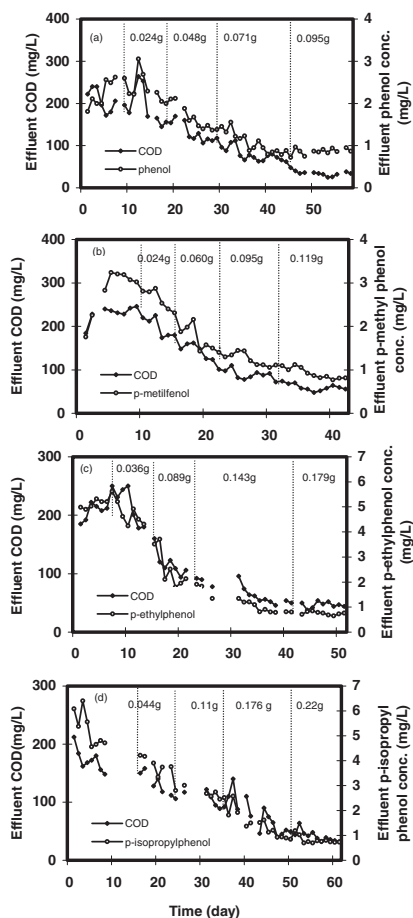 (a)
0.024g 0.048g 0.071g 0.095g
Effluent COD (mg/L)
400
300
200
100
0
Effluent phenol conc. (mg/L)
4
3
2
1
0
COD
phenol
0 10 20 30 40 50
(b)
0.024g 0.060g 0.095g 0.119g
Effluent COD (mg/L)
400
300
200
100
0
Effluent p-methyl phenol conc. (mg/L)
4
3
2
1
0
COD
p-metilfenol
0 10 20 30 40
(c)
0.036g 0.089g 0.143g 0.179g
Effluent COD (mg/L)
300
200
100
0
Effluent p-ethylphenol conc. (mg/L)
7
6
5
4
3
2
1
0
COD
p-ethylphenol
0 10 20 30 40 50
(d)
0.044g 0.11g 0.176 g 0.22g
Effluent COD(mg/L)
300
200
100
0
Effluent p-isopropyl phenol conc. (mg/L)
7
6
5
4
3
2
1
0
COD
p-isopropylphenol
0 10 20 30 40 50 60
Time (day)